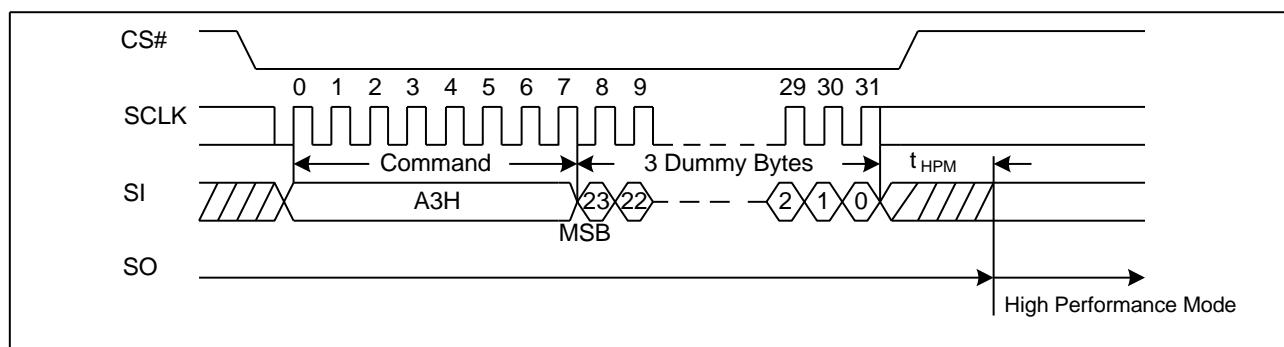 CS#
0 1 2 3 4 5 6 7 8 9 29 30 31
SCLK
Command 3 Dummy Bytes tHPM
SI A3H 23 22 2 1 0
MSB
SO
High Performance Mode